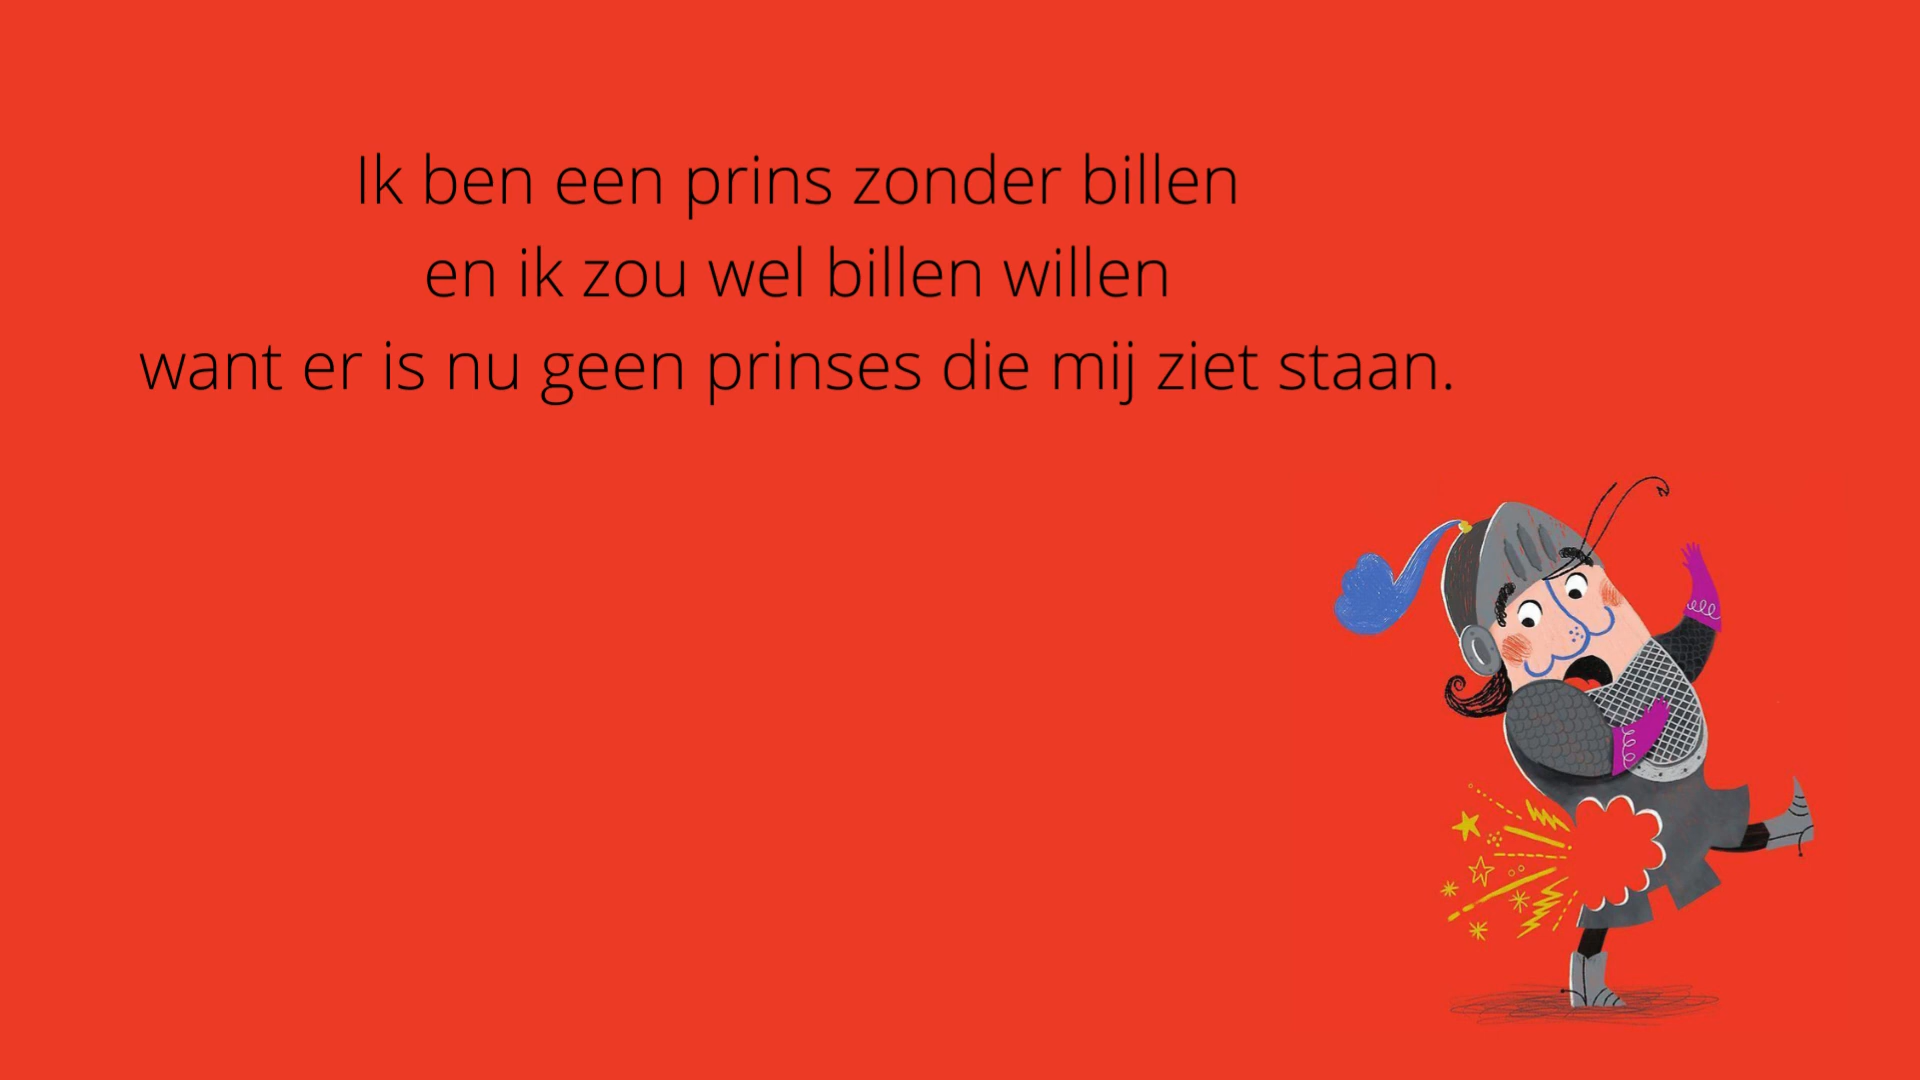 Ik ben een prins zonder billen
en ik zou wel billen willen
want er is nu geen prinses die mij ziet staan.